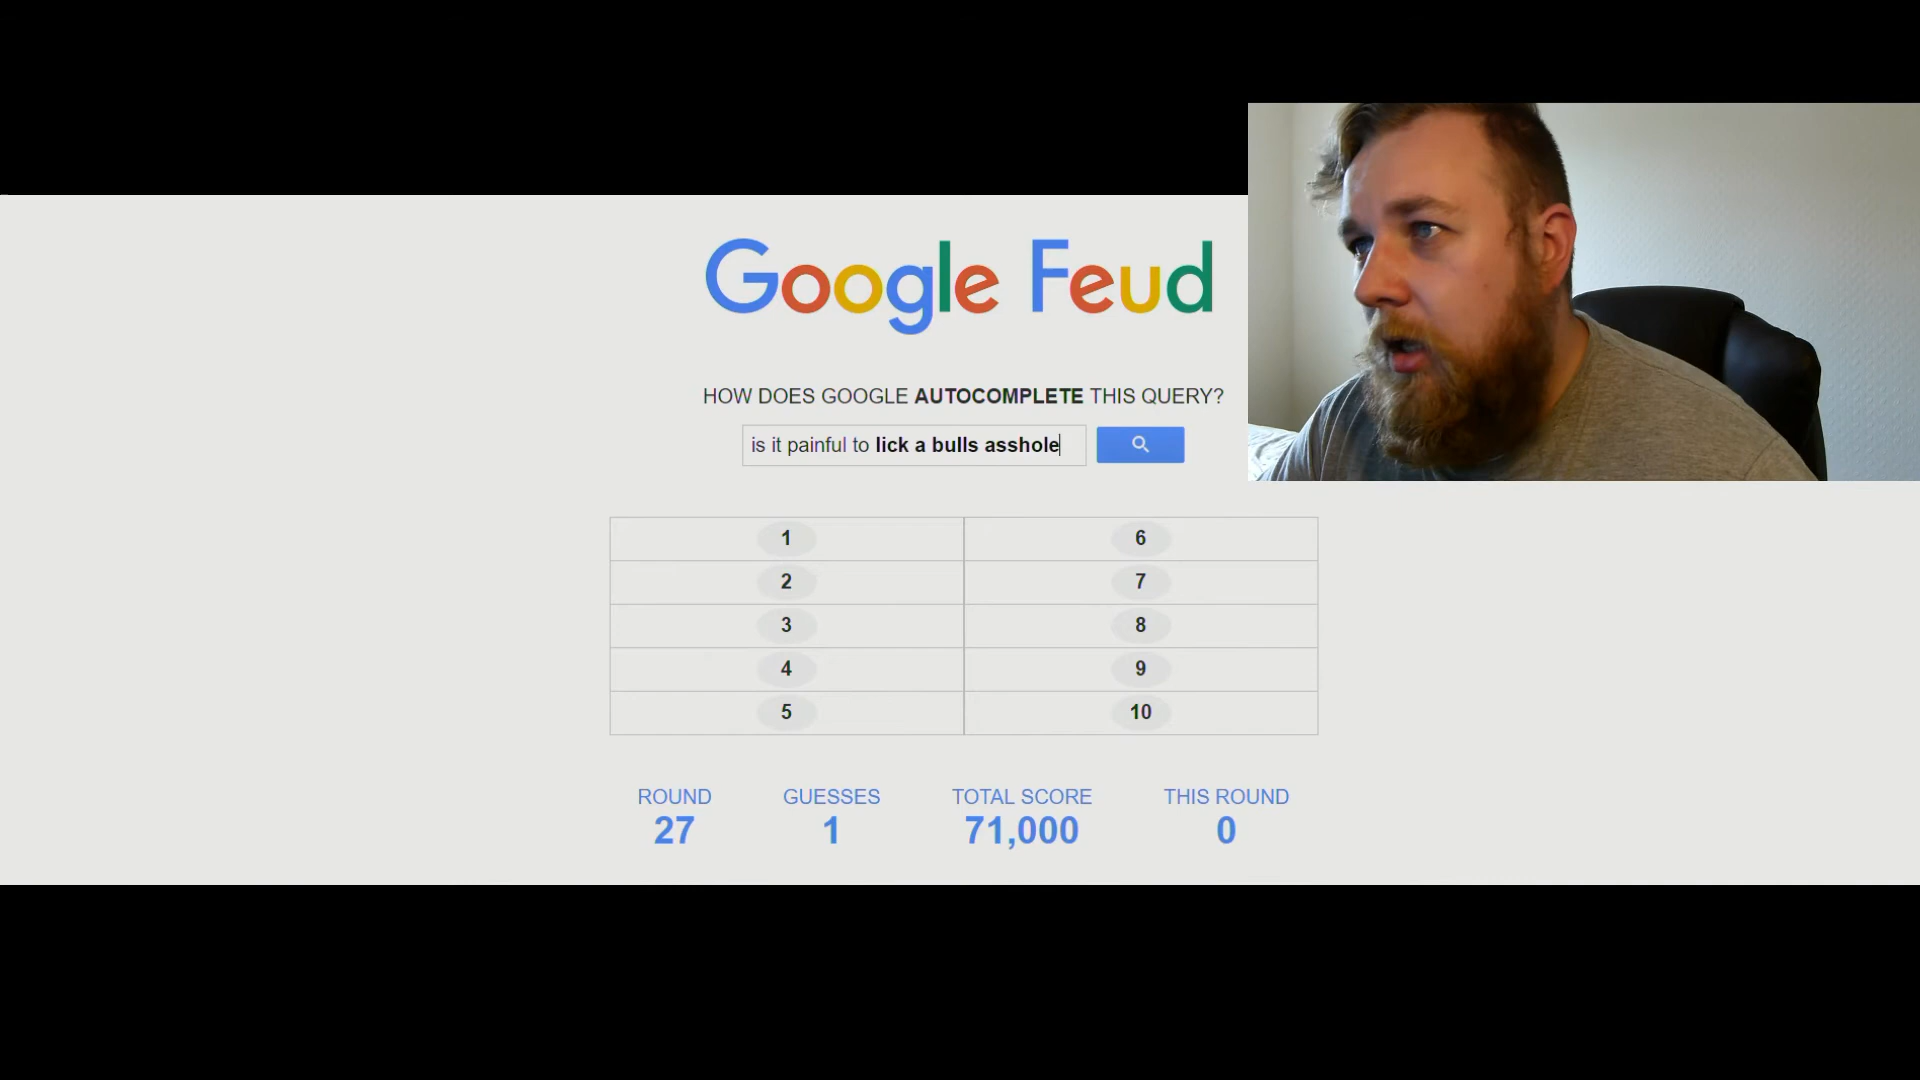 Google Feud
HOW DOES GOOGLE AUTOCOMPLETE THIS QUERY?
is it painful to lick a bulls asshole
1 6
2 7
3 8
4 9
5 10
ROUND GUESSES TOTAL SCORE THIS ROUND
27 1 71,000 0